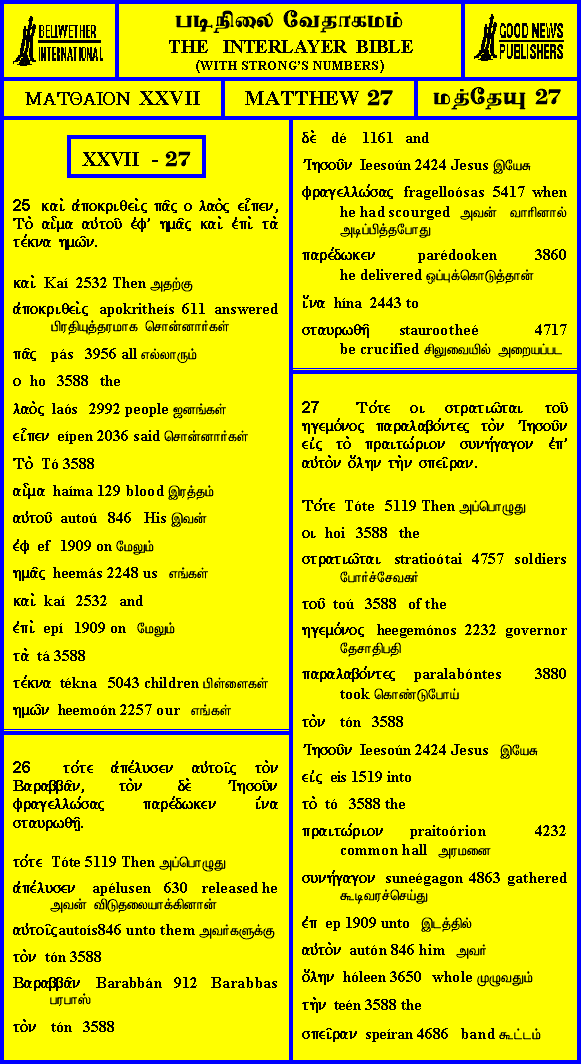 BELLWETHER
INTERNATIONAL
படிநிலை வேதாகமம்
THE INTERLAYER BIBLE
(WITH STRONG'S NUMBERS)
GOOD NEWS
PUBLISHERS
ΜΑΤΘΑΙΟΝ XXVII
MATTHEW 27
மத்தேயு 27
XXVII - 27
25 καὶ ἀποκριθεὶς πᾶς ο λαὸς εἶπεν,
Τὸ αἷμα αὐτοῦ ἐφ' ημᾶς καὶ ἐπὶ τὰ
τέκνα ημῶν.
καὶ Kaí 2532 Then அதற்கு
ἀποκριθεὶς apokritheís 611 answered
பிரதியுத்தரமாக சொன்னார்கள்
πᾶς pás 3956 all எல்லாரும்
ο ho 3588 the
λαὸς laós 2992 people ஜனங்கள்
εἶπεν eípen 2036 said சொன்னார்கள்
Τὸ Tó 3588
αἷμα haíma 129 blood இரத்தம்
αὐτοῦ autoú 846 His இவன்
ἐφ ef 1909 on மேலும்
ημᾶς heemás 2248 us எங்கள்
καὶ kaí 2532 and
ἐπὶ epí 1909 on மேலும்
τὰ tá 3588
τέκνα tékna 5043 children பிள்ளைகள்
ημῶν heemoón 2257 our எங்கள்
26 τότε ἀπέλυσεν αὐτοῖς τὸν
Βαραββᾶν, τὸν δὲ Ἰησοῦν
φραγελλώσας παρέδωκεν ἵνα
σταυρωθῇ.
τότε Tóte 5119 Then அப்பொழுது
ἀπέλυσεν apélusen 630 released he
அவன் விடுதலையாக்கினான்
αὐτοῖς autoís846 unto them அவர்களுக்கு
τὸν tón 3588
Βαραββᾶν Barabbán 912 Barabbas
பரபாஸ்
τὸν tón 3588
δὲ dé 1161 and
Ἰησοῦν Ieesoún 2424 Jesus இயேசு
φραγελλώσας fragelloósas 5417 when
he had scourged அவன் வாரினால்
அடிப்பித்தபோது
παρέδωκεν parédooken 3860
he delivered ஒப்புக்கொடுத்தான்
ἵνα hína 2443 to
σταυρωθῇ staurootheé 4717
be crucified சிலுவையில் அறையப்பட
27 Τότε οι στρατιῶται τοῦ
ηγεμόνος παραλαβόντες τὸν Ἰησοῦν
εἰς τὸ πραιτώριον συνήγαγον ἐπ'
αὐτὸν ὅλην τὴν σπεῖραν.
Τότε Tóte 5119 Then அப்பொழுது
οι hoi 3588 the
στρατιῶται stratioótai 4757 soldiers
போர்ச்சேவகர்
τοῦ toú 3588 of the
ηγεμόνος heegemónos 2232 governor
தேசாதிபதி
παραλαβόντες paralabóntes 3880
took கொண்டுபோய்
τὸν tón 3588
Ἰησοῦν Ieesoún 2424 Jesus இயேசு
εἰς eis 1519 into
τὸ tó 3588 the
πραιτώριον praitoórion 4232
common hall அரமனை
συνήγαγον suneégagon 4863 gathered
கூடிவரச்செய்து
ἐπ ep 1909 unto இடத்தில்
αὐτὸν autón 846 him அவர்
ὅλην hóleen 3650 whole முழுவதும்
τὴν teén 3588 the
σπεῖραν speíran 4686 band கூட்டம்